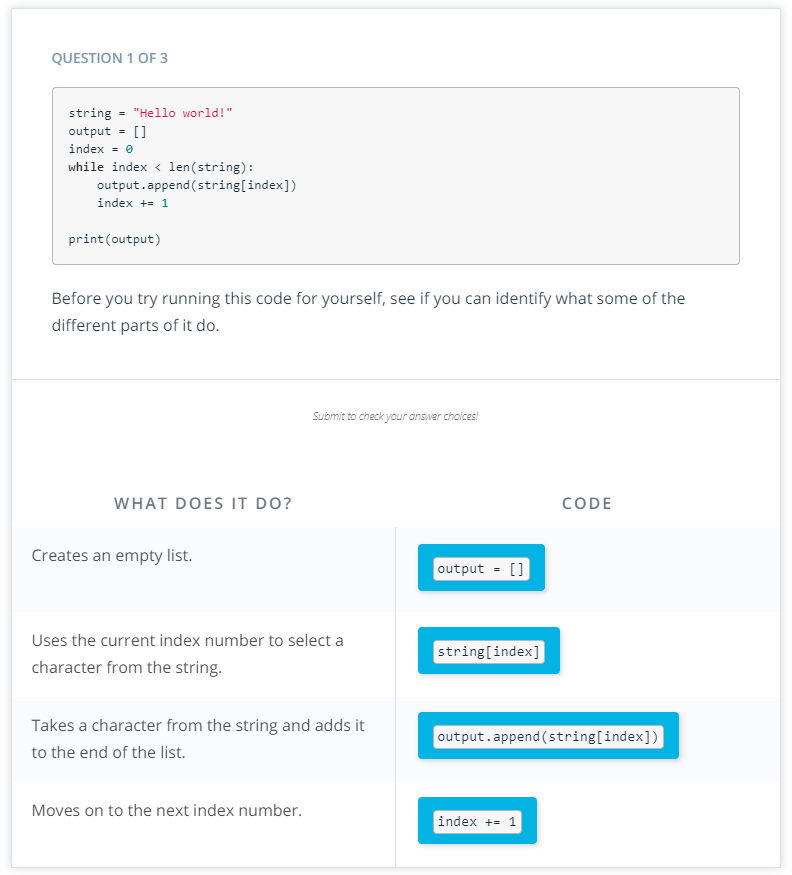 QUESTION 1 OF 3
string = "Hello world!"
output = []
index = 0
while index < len(string):
    output.append(string[index])
    index += 1
print(output)
Before you try running this code for yourself, see if you can identify what some of the
different parts of it do.
Submit to check your answer choices!
WHAT DOES IT DO? CODE
Creates an empty list. output = []
Uses the current index number to select a
character from the string.
string[index]
Takes a character from the string and adds it
to the end of the list.
output.append(string[index])
Moves on to the next index number. index += 1